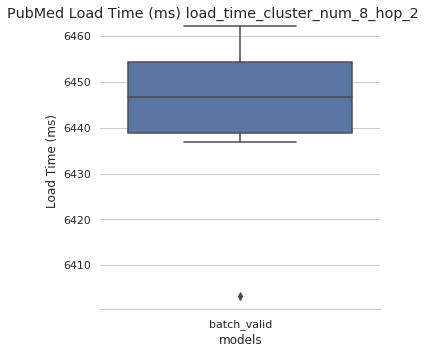 PubMed Load Time (ms) load_time_cluster_num_8_hop_2
6460
6450
6440
6430
6420
6410
Load Time (ms)
batch_valid
models